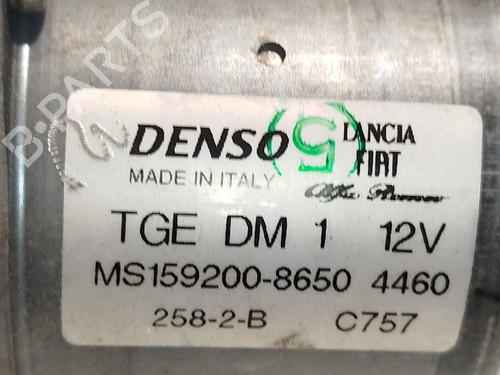 B-PARTS
DENSO (5) LANCIA
MADE IN ITALY FIAT
Alfa Romeo
TGE DM 1 12V
MS159200-8650 4460
258-2-B C757